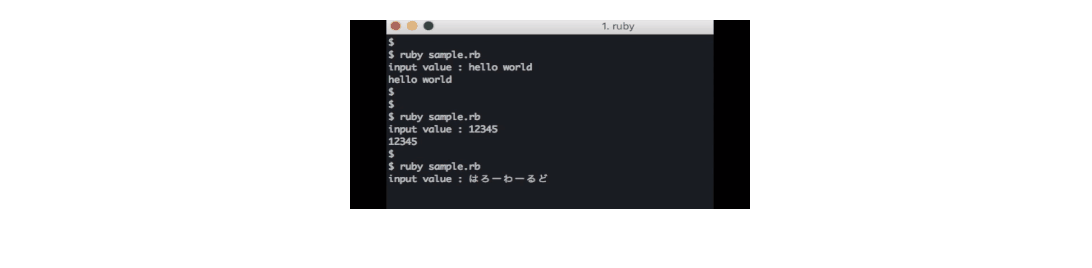 1. ruby
$
$ ruby sample.rb
input value : hello world
hello world
$
$
$ ruby sample.rb
input value : 12345
12345
$
$ ruby sample.rb
input value : はろーわーるど